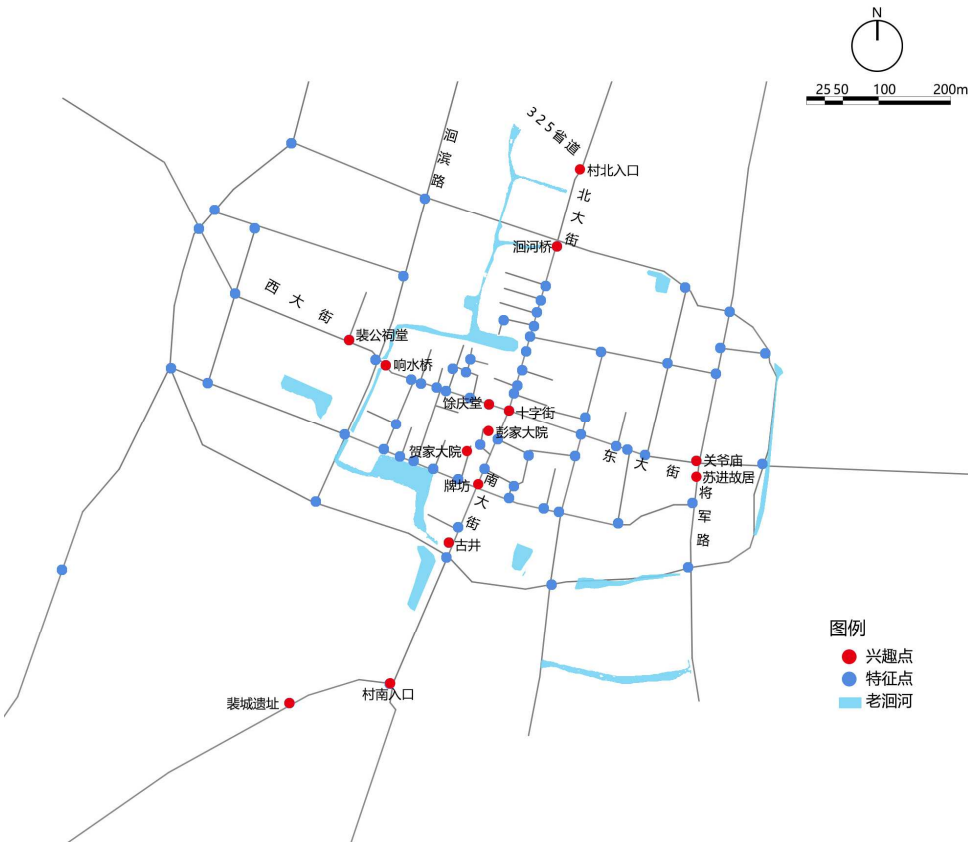 N
25 50 100 200m
325省道
洄滨路
村北入口
北大街
洄河桥
西大街
裴公祠堂
响水桥
馀庆堂
十字街
彭家大院
贺家大院
东大街
关爷庙
苏进故居
牌坊
南大街
将军路
古井
村南入口
裴城遗址
图例
兴趣点
特征点
老洄河